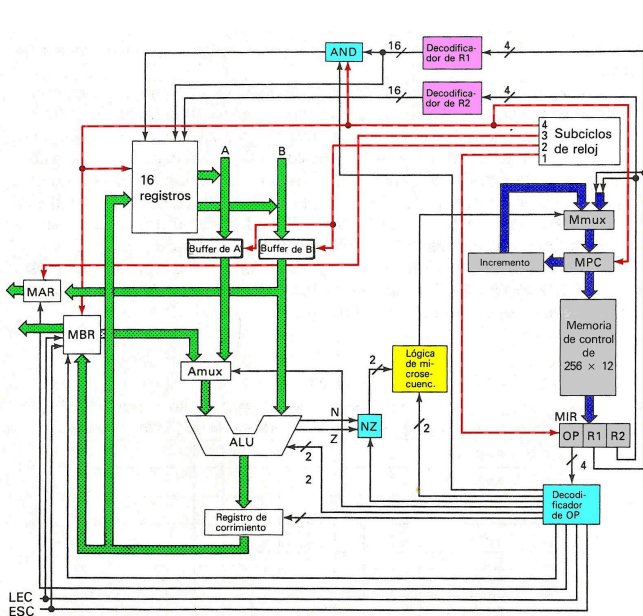 AND
16
Decodifica-
dor de R1
4
16
Decodifica-
dor de R2
4
4
3
2
1
Subciclos
de reloj
16
registros
A
B
Mmux
Buffer de A
Buffer de B
Incremento
MPC
MAR
MBR
Memoria
de control
de
256 × 12
Amux
2
Lógica
de mi-
crose-
cuenc.
N
Z
NZ
2
ALU
2
2
MIR
OP R1 R2
4
Registro de
corrimiento
Decodi-
ficador
de OP
LEC
ESC